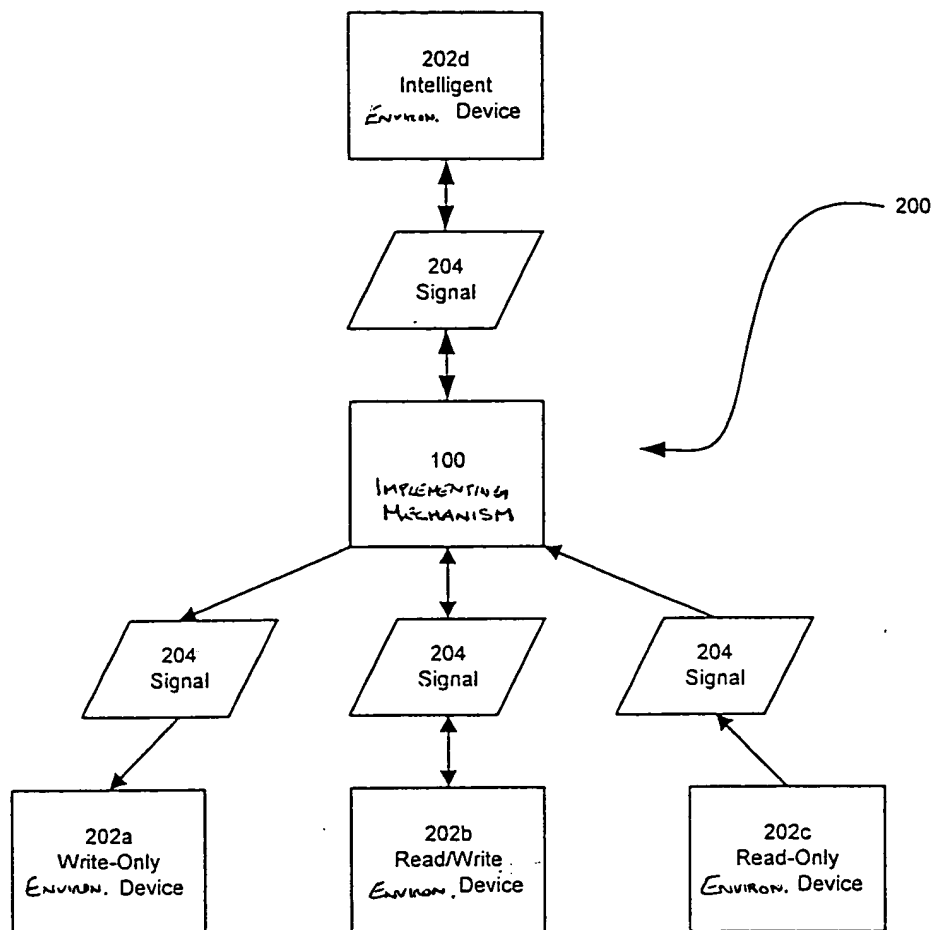 202d
Intelligent
ENVIRON. Device
200
204
Signal
100
IMPLEMENTING
MECHANISM
204
Signal
204
Signal
204
Signal
202a
Write-Only
ENVIRON. Device
202b
Read/Write
ENVIRON. Device
202c
Read-Only
ENVIRON. Device